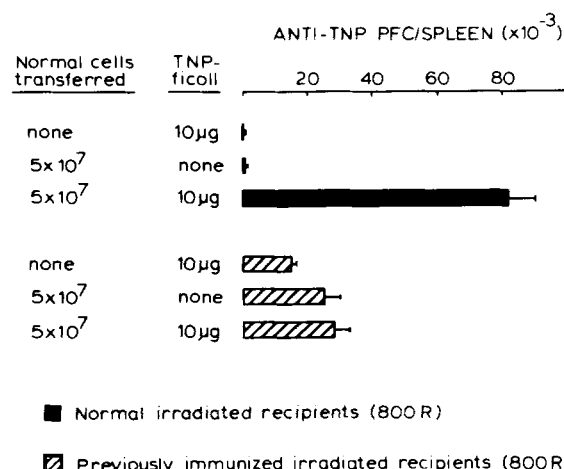 ANTI-TNP PFC/SPLEEN (x10⁻³)
Normal cells transferred
TNP-ficoll
20 40 60 80
none 10µg
5x10⁷ none
5x10⁷ 10µg
none 10µg
5x10⁷ none
5x10⁷ 10µg
Normal irradiated recipients (800R)
Previously immunized irradiated recipients (800R